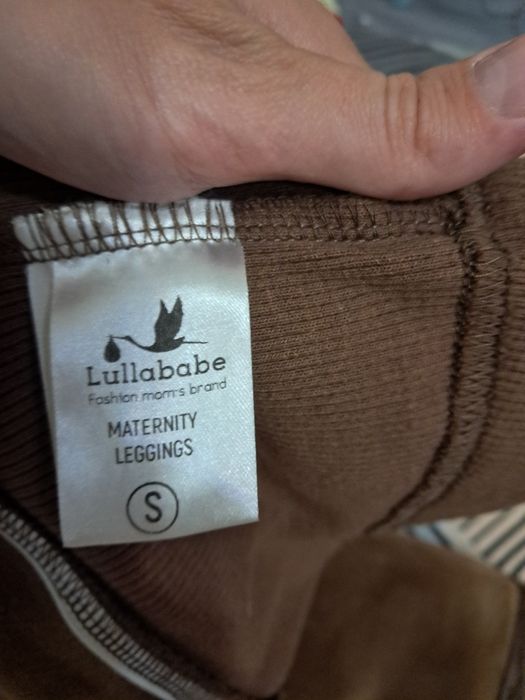 Lullababe
Fashion mom's brand
MATERNITY
LEGGINGS
S